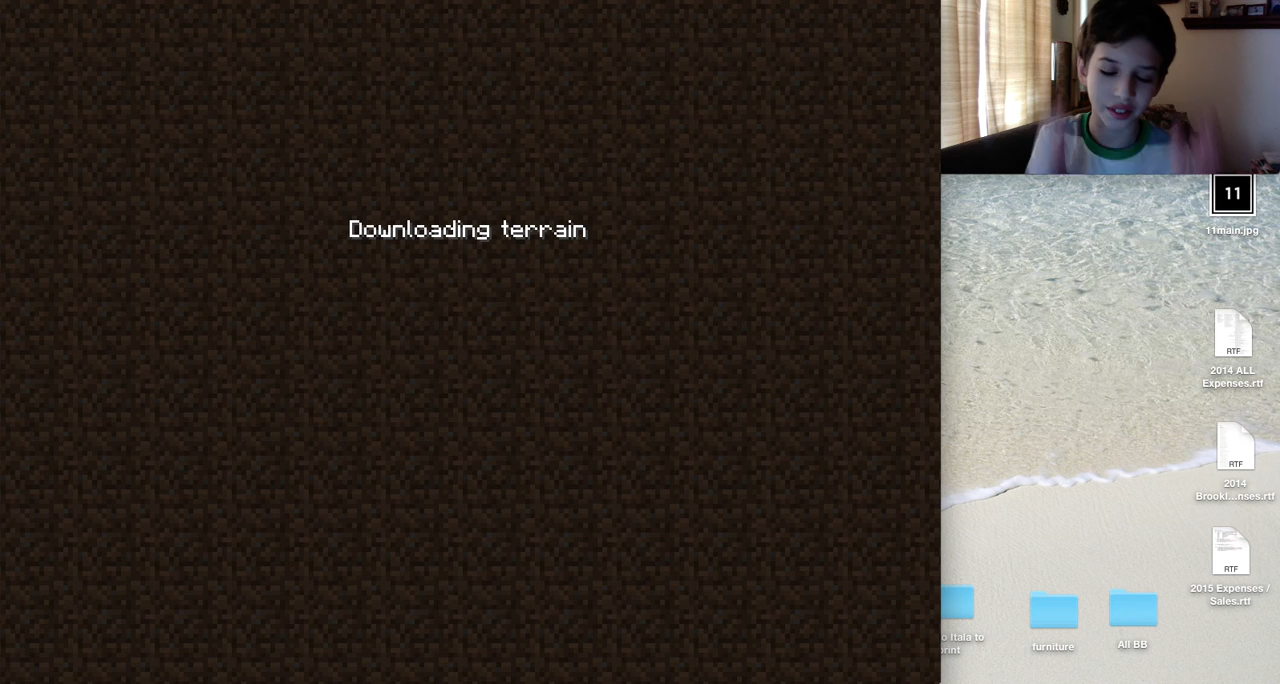 Downloading terrain
11
11main.jpg
RTF
2014 ALL
Expenses.rtf
RTF
2014
Brookl...nses.rtf
RTF
2015 Expenses /
Sales.rtf
o Itala to
print
furniture
All BB